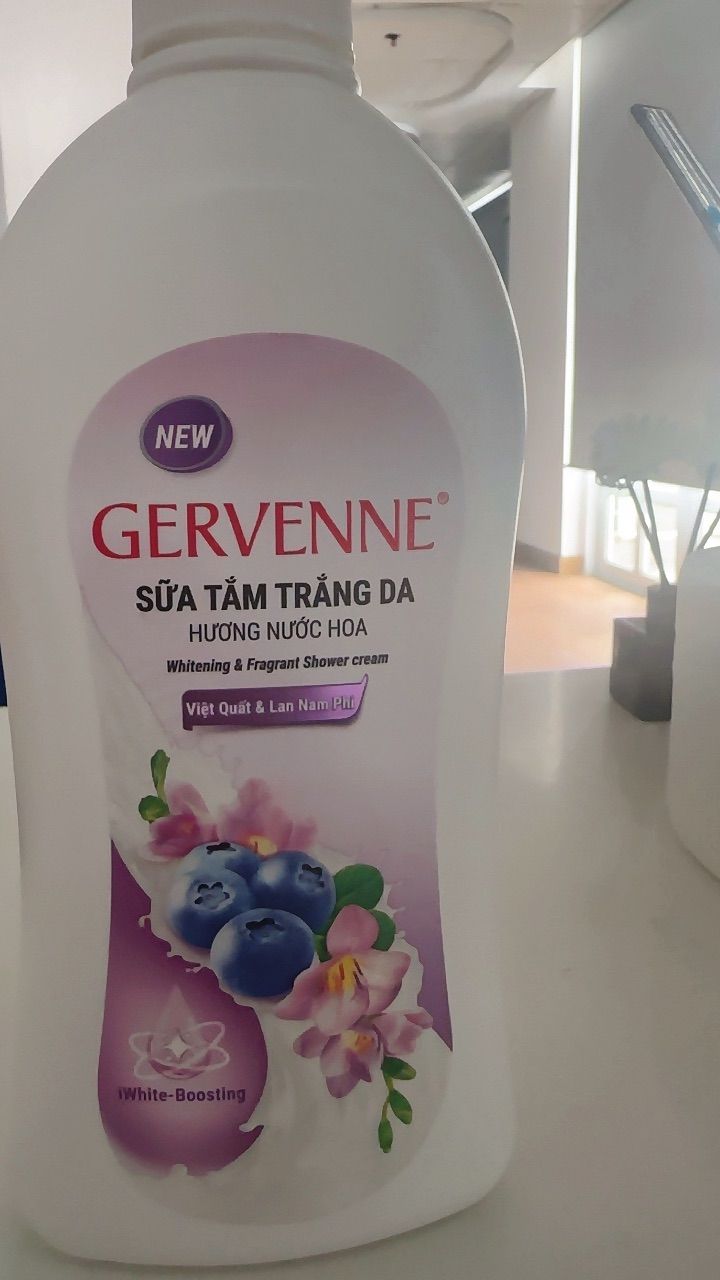 NEW
GERVENNE®
SỮA TẮM TRẮNG DA
HƯƠNG NƯỚC HOA
Whitening & Fragrant Shower cream
Việt Quất & Lan Nam Phi
iWhite-Boosting